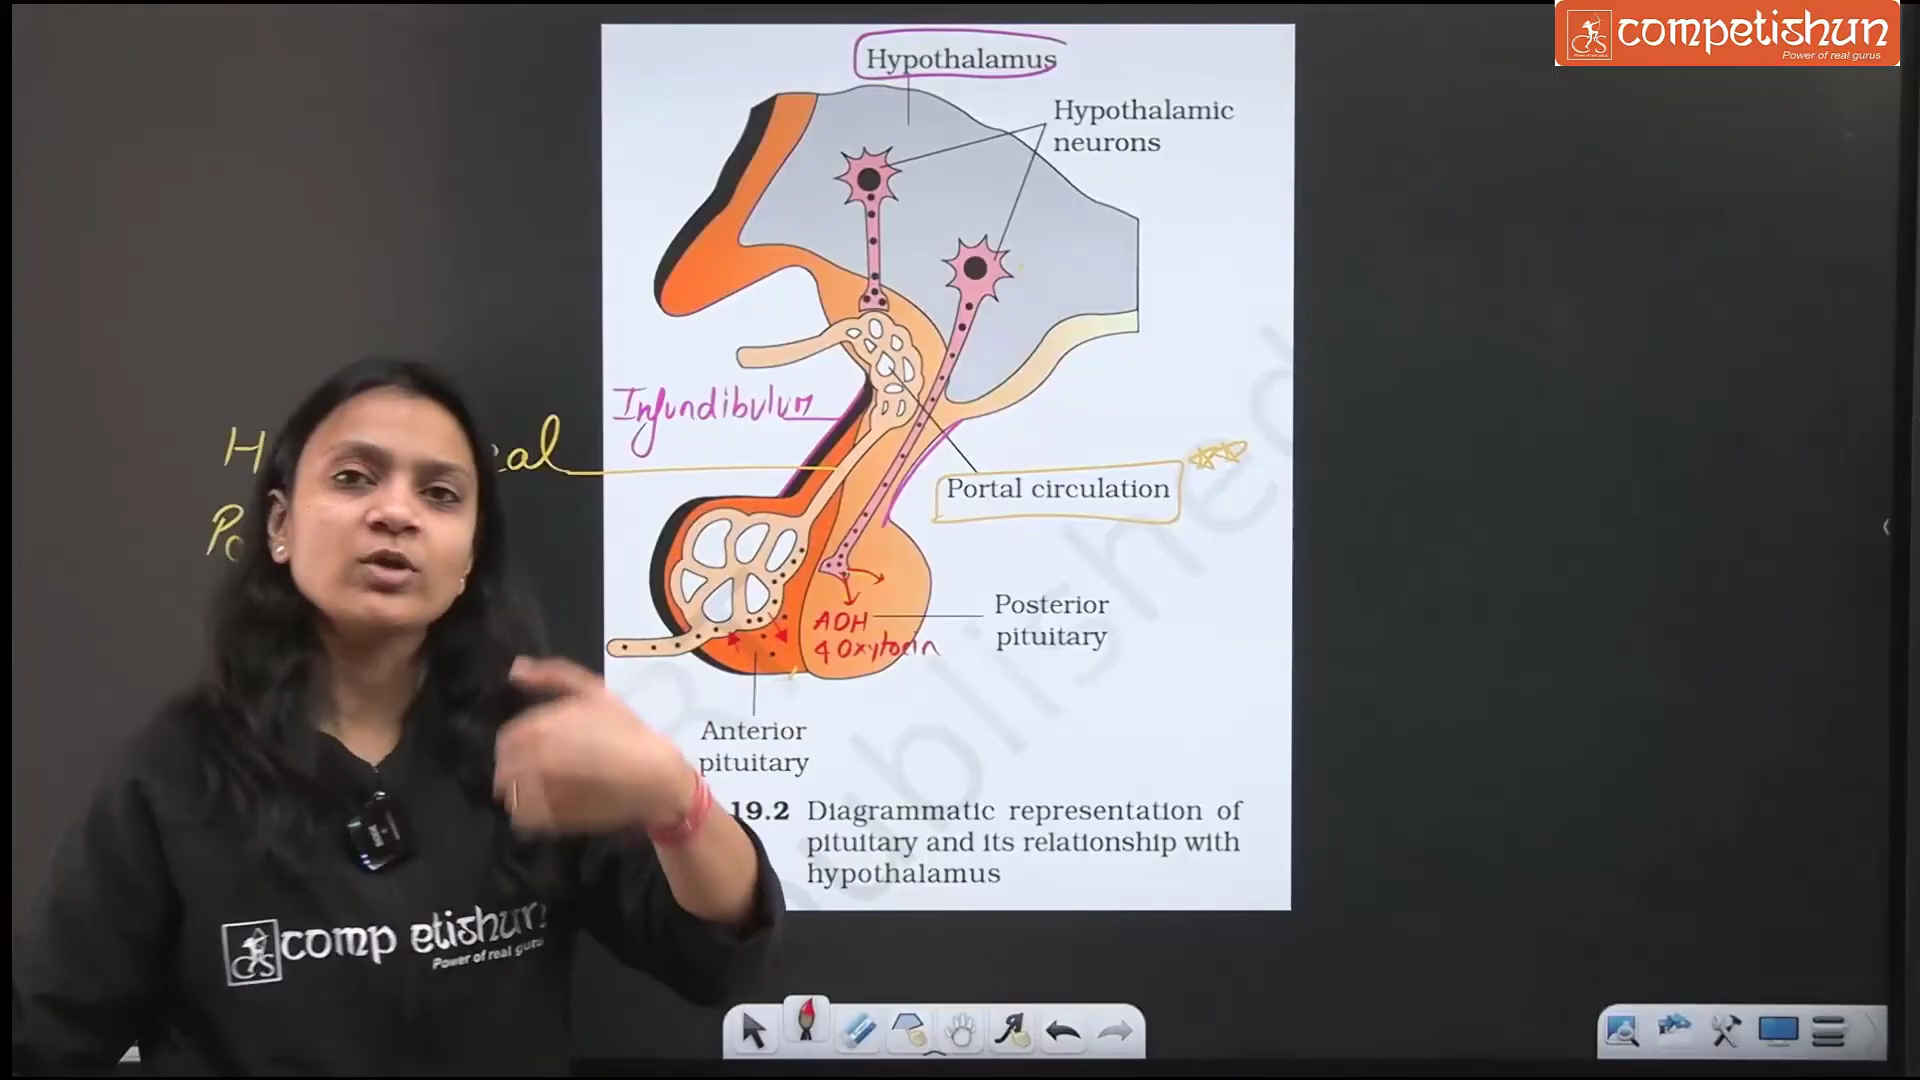 competishun
Power of real gurus
Hypothalamus
Hypothalamic
neurons
Infundibulum
Portal circulation
ADH
& Oxytocin
Posterior
pituitary
Anterior
pituitary
19.2 Diagrammatic representation of
pituitary and its relationship with
hypothalamus
competishun
Power of real gurus